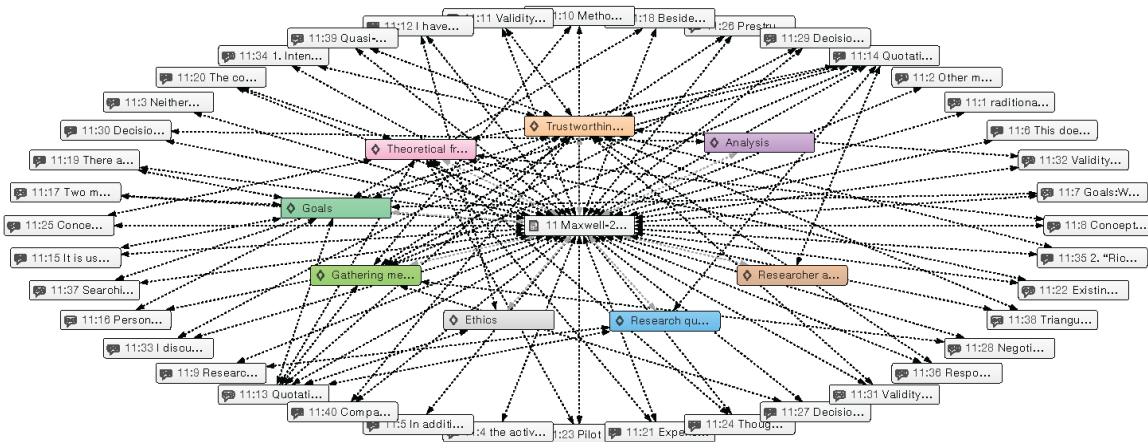 11:10 Metho...
11:11 Validity...
11:18 Beside...
11:12 I have...
11:26 Prestru...
11:39 Quasi-...
11:29 Decisio...
11:34 1. Inten...
11:14 Quotati...
11:20 The co...
11:2 Other m...
11:3 Neither...
11:1 raditiona...
11:30 Decisio...
Trustworthin...
11:6 This doe...
Theoretical fr...
Analysis
11:19 There a...
11:32 Validity...
11:17 Two m...
11:7 Goals:W...
Goals
11:25 Conce...
11 Maxwell-2...
11:8 Concept...
11:15 It is us...
11:35 2. “Ric...
Gathering me...
Researcher a...
11:37 Searchi...
11:22 Existin...
11:16 Person...
Ethics
Research qu...
11:38 Triangu...
11:33 I discu...
11:28 Negoti...
11:9 Researc...
11:36 Respo...
11:13 Quotati...
11:31 Validity...
11:40 Compa...
11:27 Decisio...
11:5 In additi...
11:24 Thoug...
11:4 the activ...
11:23 Pilot
11:21 Experi...